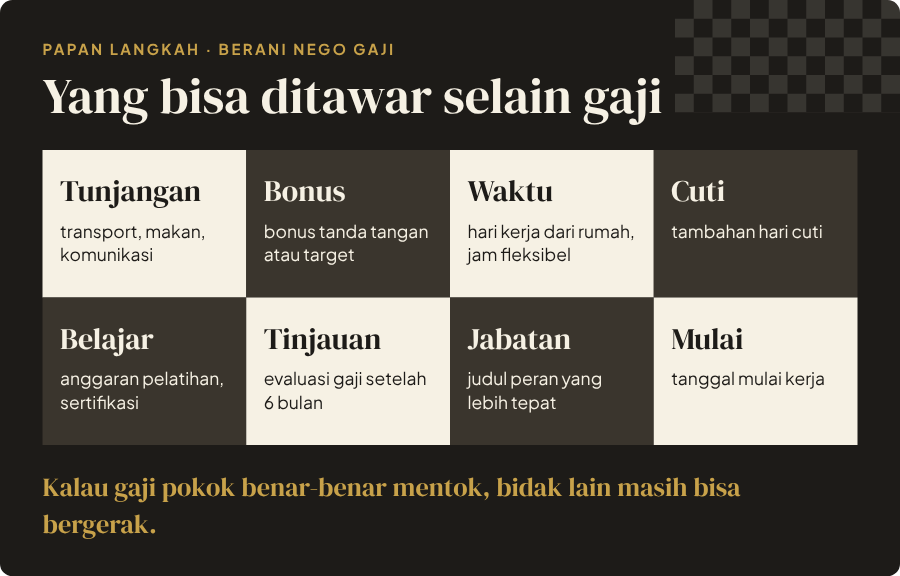 PAPAN LANGKAH · BERANI NEGO GAJI
Yang bisa ditawar selain gaji
Tunjangan
transport, makan,
komunikasi
Bonus
bonus tanda tangan
atau target
Waktu
hari kerja dari rumah,
jam fleksibel
Cuti
tambahan hari cuti
Belajar
anggaran pelatihan,
sertifikasi
Tinjauan
evaluasi gaji setelah
6 bulan
Jabatan
judul peran yang
lebih tepat
Mulai
tanggal mulai kerja
Kalau gaji pokok benar-benar mentok, bidak lain masih bisa
bergerak.